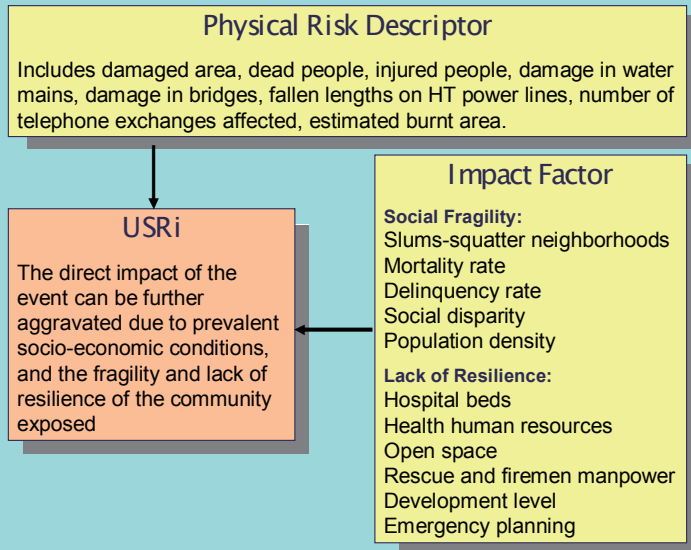 Physical Risk Descriptor
Includes damaged area, dead people, injured people, damage in water
mains, damage in bridges, fallen lengths on HT power lines, number of
telephone exchanges affected, estimated burnt area.
USRi
The direct impact of the
event can be further
aggravated due to prevalent
socio-economic conditions,
and the fragility and lack of
resilience of the community
exposed
Impact Factor
Social Fragility:
Slums-squatter neighborhoods
Mortality rate
Delinquency rate
Social disparity
Population density
Lack of Resilience:
Hospital beds
Health human resources
Open space
Rescue and firemen manpower
Development level
Emergency planning